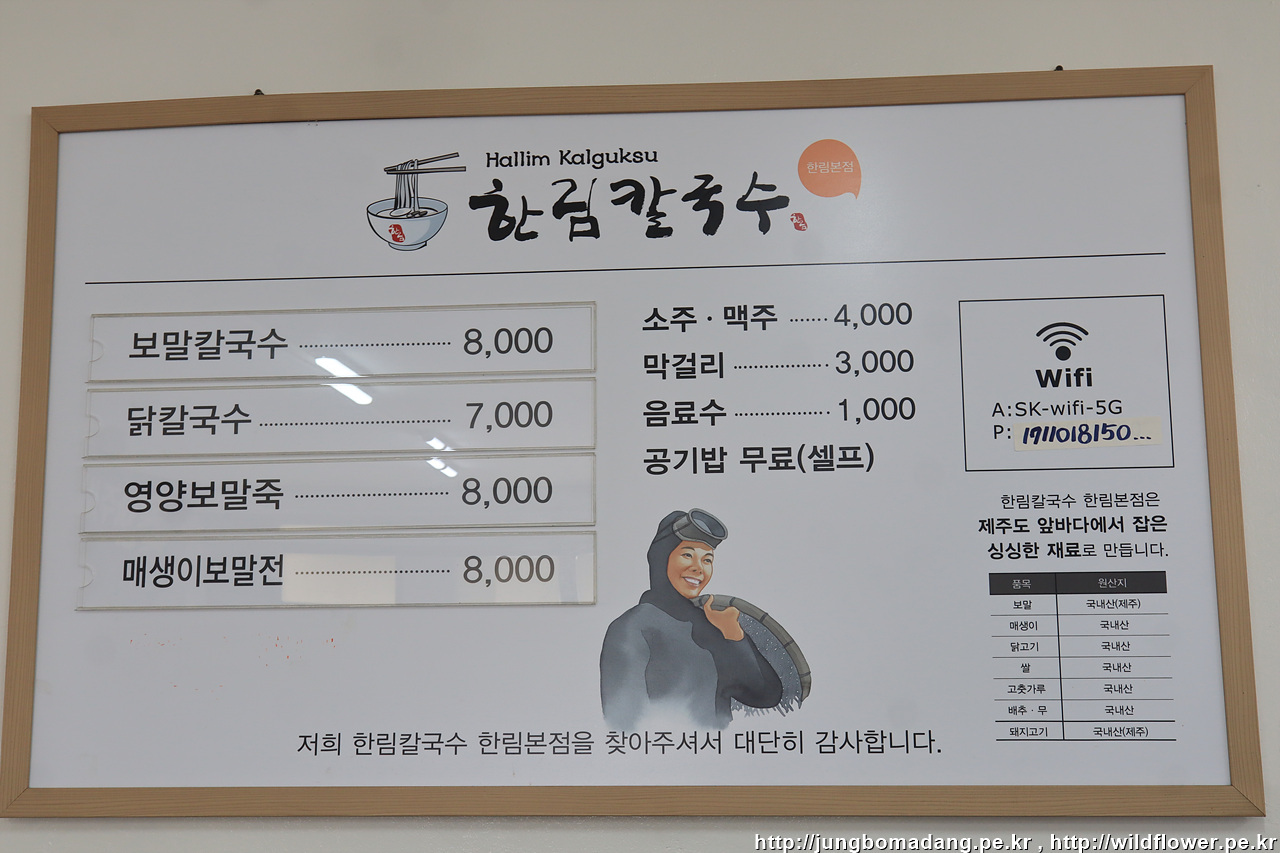 Hallim Kalguksu
한림칼국수
한림본점
보말칼국수 8,000
닭칼국수 7,000
영양보말죽 8,000
매생이보말전 8,000
소주 · 맥주 4,000
막걸리 3,000
음료수 1,000
공기밥 무료(셀프)
Wifi
A:SK-wifi-5G
P: 1911018150...
한림칼국수 한림본점은
제주도 앞바다에서 잡은
싱싱한 재료로 만듭니다.
품목 원산지
보말 국내산(제주)
매생이 국내산
닭고기 국내산
쌀 국내산
고춧가루 국내산
배추 · 무 국내산
돼지고기 국내산(제주)
저희 한림칼국수 한림본점을 찾아주셔서 대단히 감사합니다.
http://jungbomadang.pe.kr , http://wildflower.pe.kr